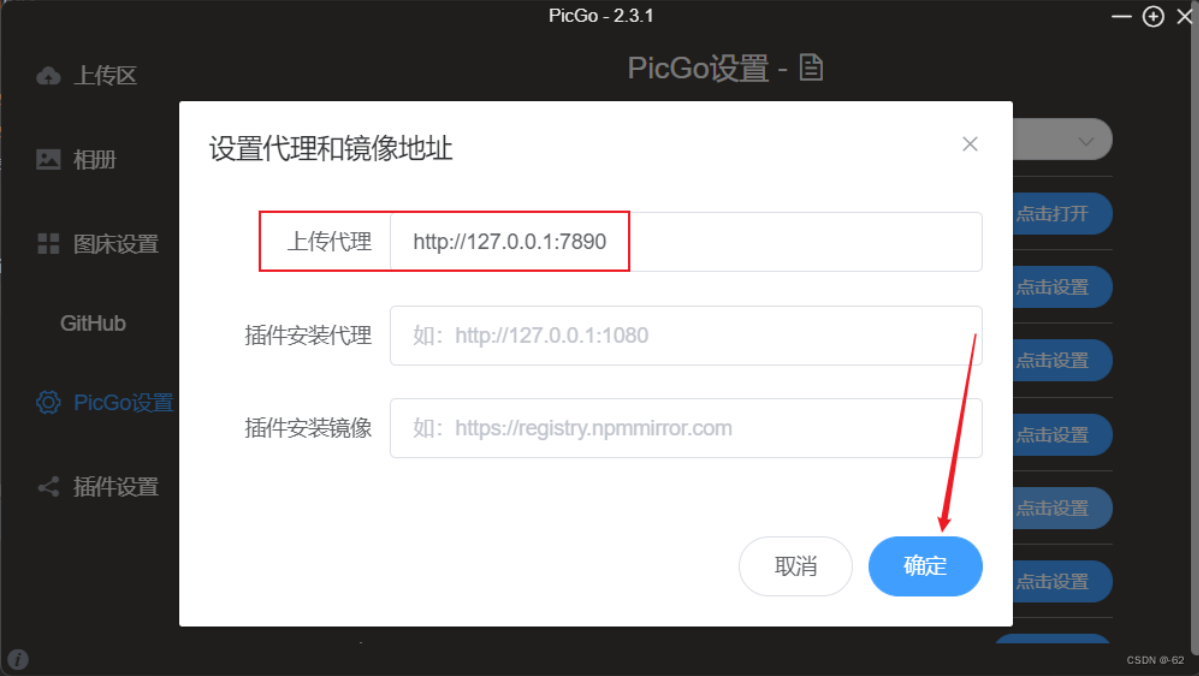 PicGo - 2.3.1
上传区
相册
图床设置
GitHub
PicGo设置
插件设置
PicGo设置 -
设置代理和镜像地址
上传代理 http://127.0.0.1:7890
插件安装代理 如：http://127.0.0.1:1080
插件安装镜像 如：https://registry.npmmirror.com
取消 确定
点击打开
点击设置
点击设置
点击设置
点击设置
点击设置
CSDN @-62